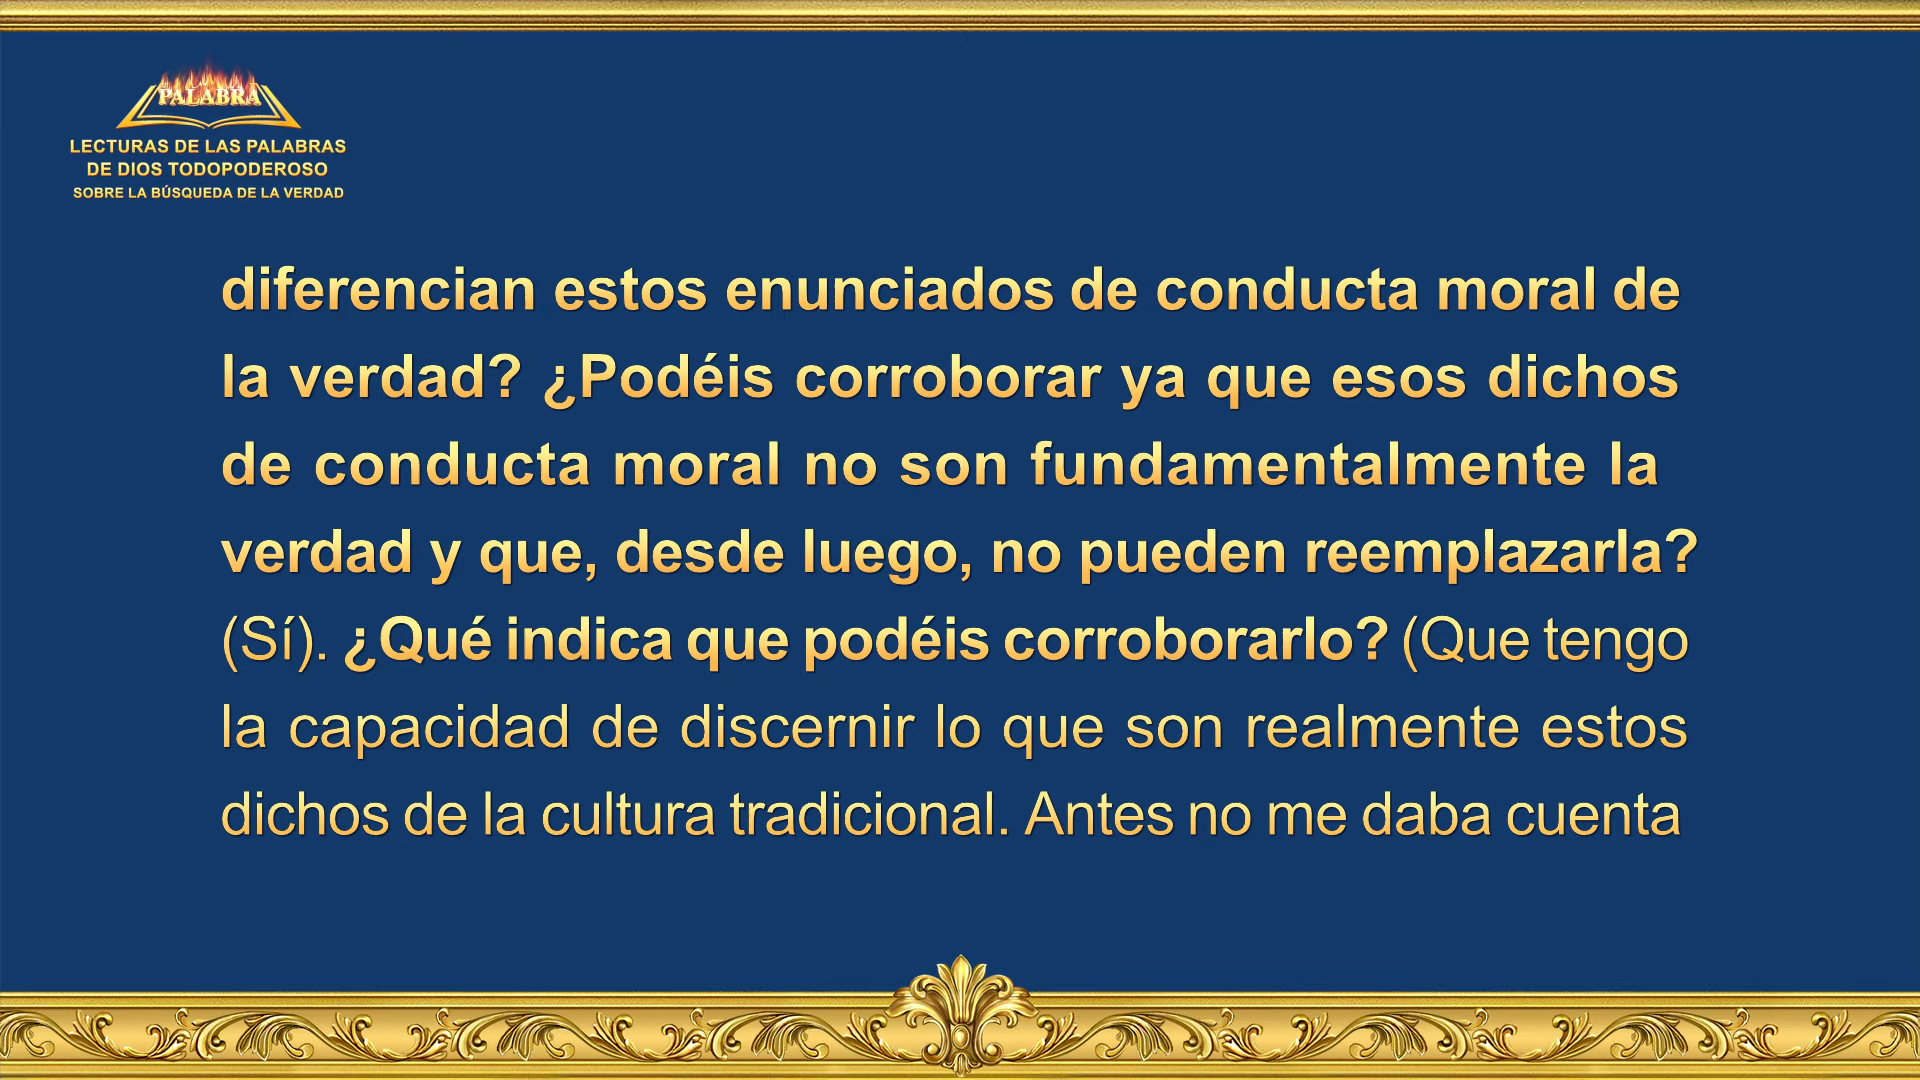 PALABRA
LECTURAS DE LAS PALABRAS
DE DIOS TODOPODEROSO
SOBRE LA BÚSQUEDA DE LA VERDAD
diferencian estos enunciados de conducta moral de
la verdad? ¿Podéis corroborar ya que esos dichos
de conducta moral no son fundamentalmente la
verdad y que, desde luego, no pueden reemplazarla?
(Sí). ¿Qué indica que podéis corroborarlo? (Que tengo
la capacidad de discernir lo que son realmente estos
dichos de la cultura tradicional. Antes no me daba cuenta